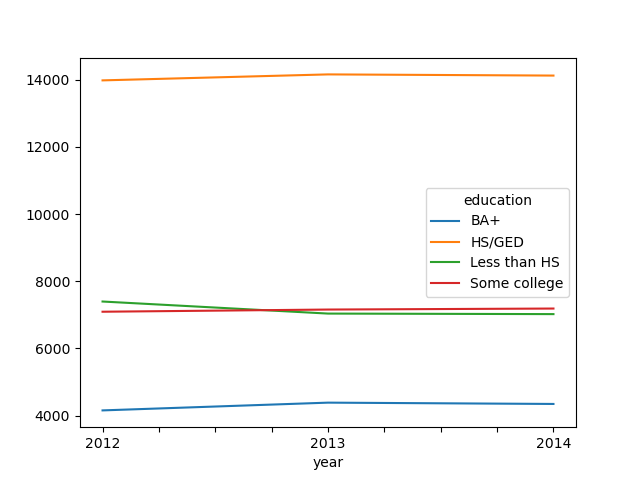 14000
12000
10000
8000
6000
4000
education
BA+
HS/GED
Less than HS
Some college
2012 2013 2014
year